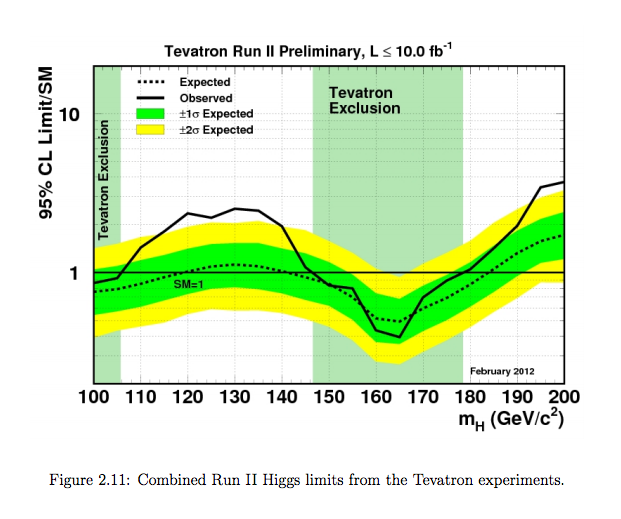 Tevatron Run II Preliminary, L ≤ 10.0 fb⁻¹
95% CL Limit/SM
10
1
Tevatron Exclusion
Expected
Observed
±1σ Expected
±2σ Expected
Tevatron
Exclusion
SM=1
February 2012
100 110 120 130 140 150 160 170 180 190 200
m_H (GeV/c²)
Figure 2.11: Combined Run II Higgs limits from the Tevatron experiments.